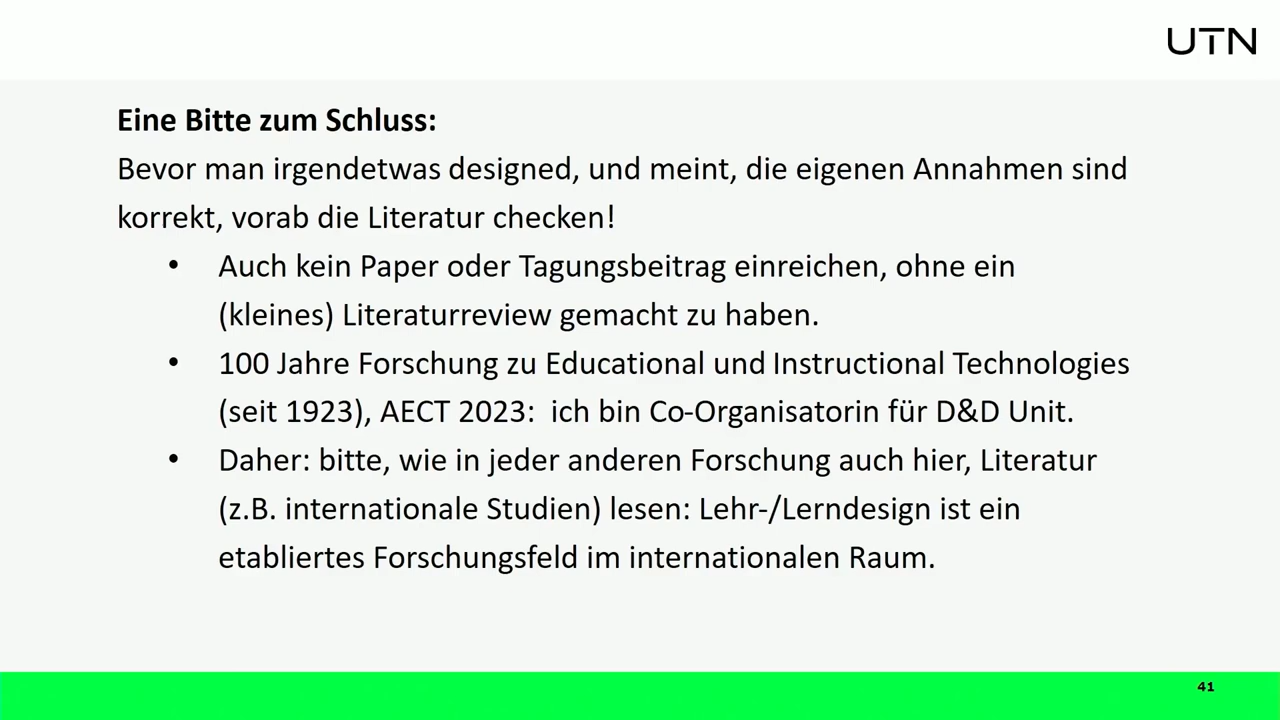 UTN
Eine Bitte zum Schluss:
Bevor man irgendetwas designed, und meint, die eigenen Annahmen sind
korrekt, vorab die Literatur checken!
• Auch kein Paper oder Tagungsbeitrag einreichen, ohne ein
(kleines) Literaturreview gemacht zu haben.
• 100 Jahre Forschung zu Educational und Instructional Technologies
(seit 1923), AECT 2023:  ich bin Co-Organisatorin für D&D Unit.
• Daher: bitte, wie in jeder anderen Forschung auch hier, Literatur
(z.B. internationale Studien) lesen: Lehr-/Lerndesign ist ein
etabliertes Forschungsfeld im internationalen Raum.
41